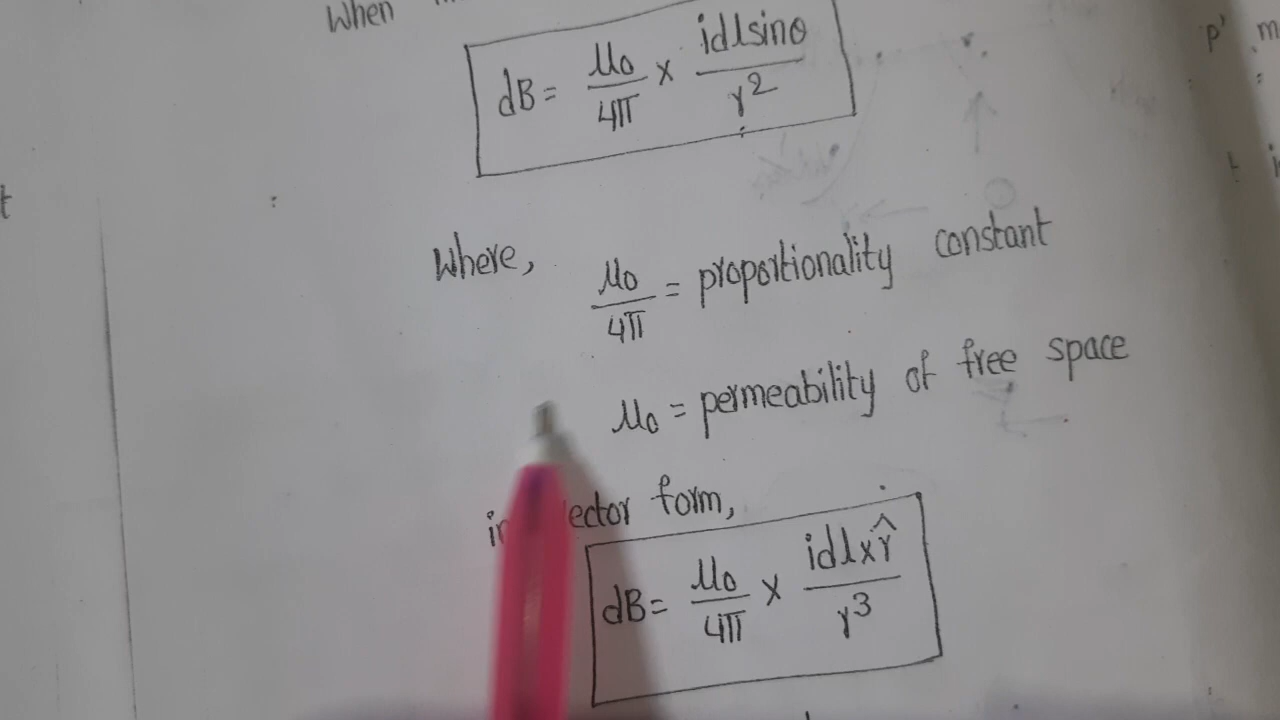 When
dB = μ₀/4π × idlsinθ/r²
Where, μ₀/4π = proportionality constant
μ₀ = permeability of free space
form,
dB = μ₀/4π × idl×r̂/r³